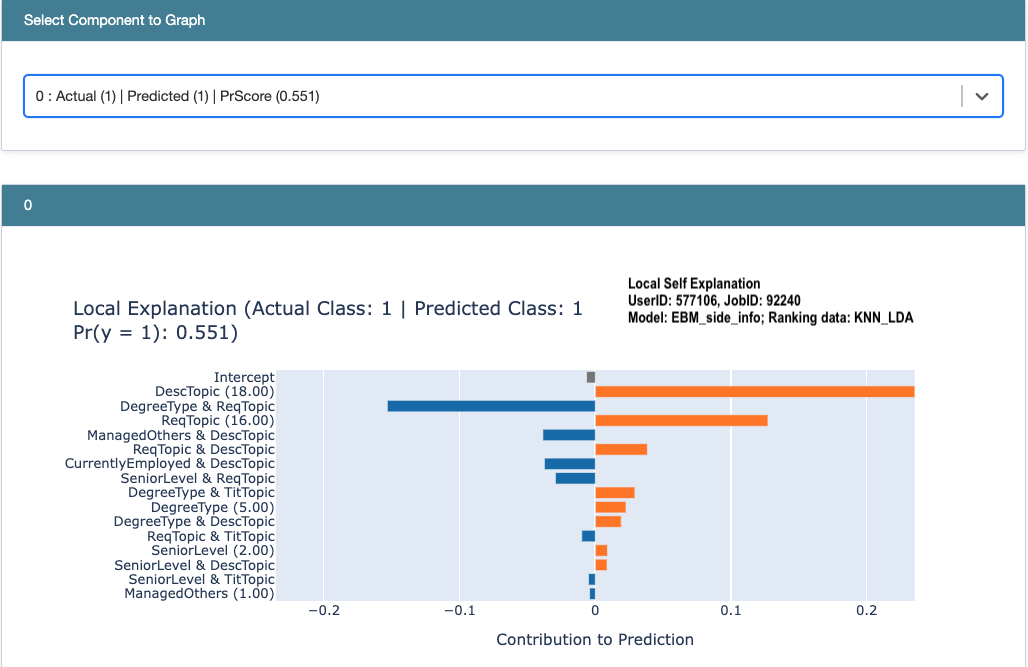 Select Component to Graph
0 : Actual (1) | Predicted (1) | PrScore (0.551)
0
Local Explanation (Actual Class: 1 | Predicted Class: 1
Pr(y = 1): 0.551)
Local Self Explanation
UserID: 577106, JobID: 92240
Model: EBM_side_info; Ranking data: KNN_LDA
Intercept
DescTopic (18.00)
DegreeType & ReqTopic
ReqTopic (16.00)
ManagedOthers & DescTopic
ReqTopic & DescTopic
CurrentlyEmployed & DescTopic
SeniorLevel & ReqTopic
DegreeType & TitTopic
DegreeType (5.00)
DegreeType & DescTopic
ReqTopic & TitTopic
SeniorLevel (2.00)
SeniorLevel & DescTopic
SeniorLevel & TitTopic
ManagedOthers (1.00)
−0.2 −0.1 0 0.1 0.2
Contribution to Prediction